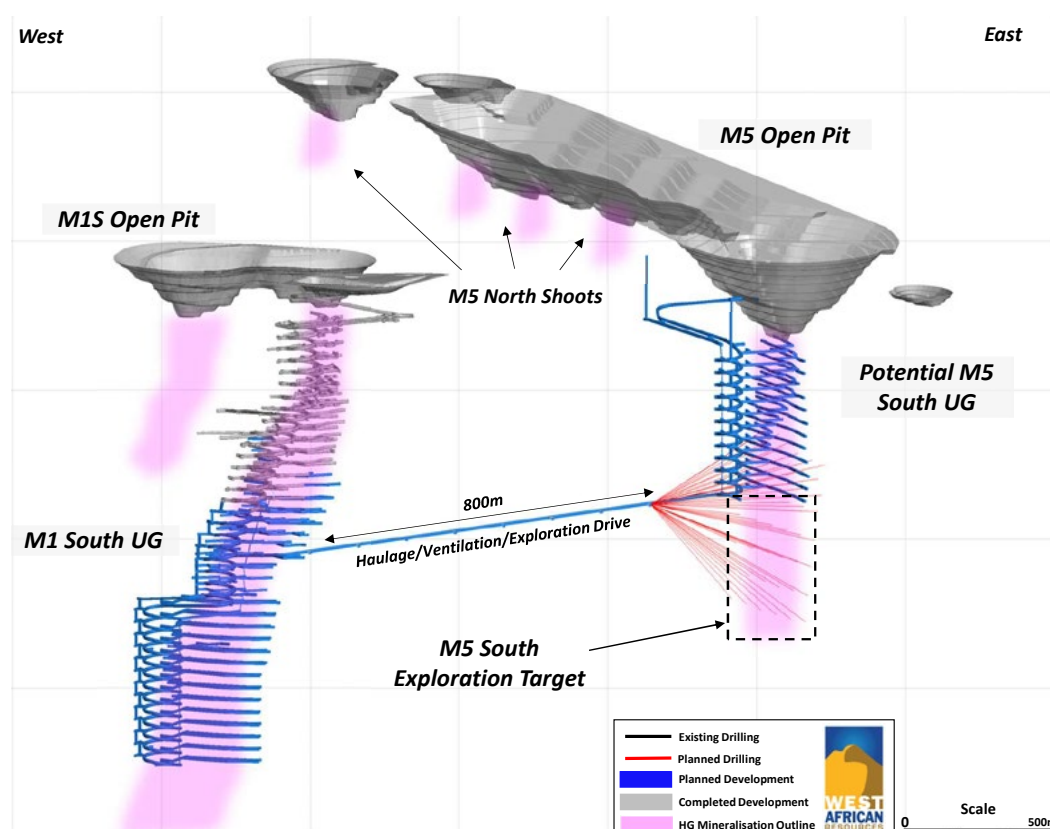 West
East
M5 Open Pit
M1S Open Pit
M5 North Shoots
Potential M5
South UG
800m
Haulage/Ventilation/Exploration Drive
M1 South UG
M5 South
Exploration Target
Existing Drilling
Planned Drilling
Planned Development
Completed Development
HG Mineralisation Outline
WEST
AFRICAN
RESOURCES
Scale
0
500m